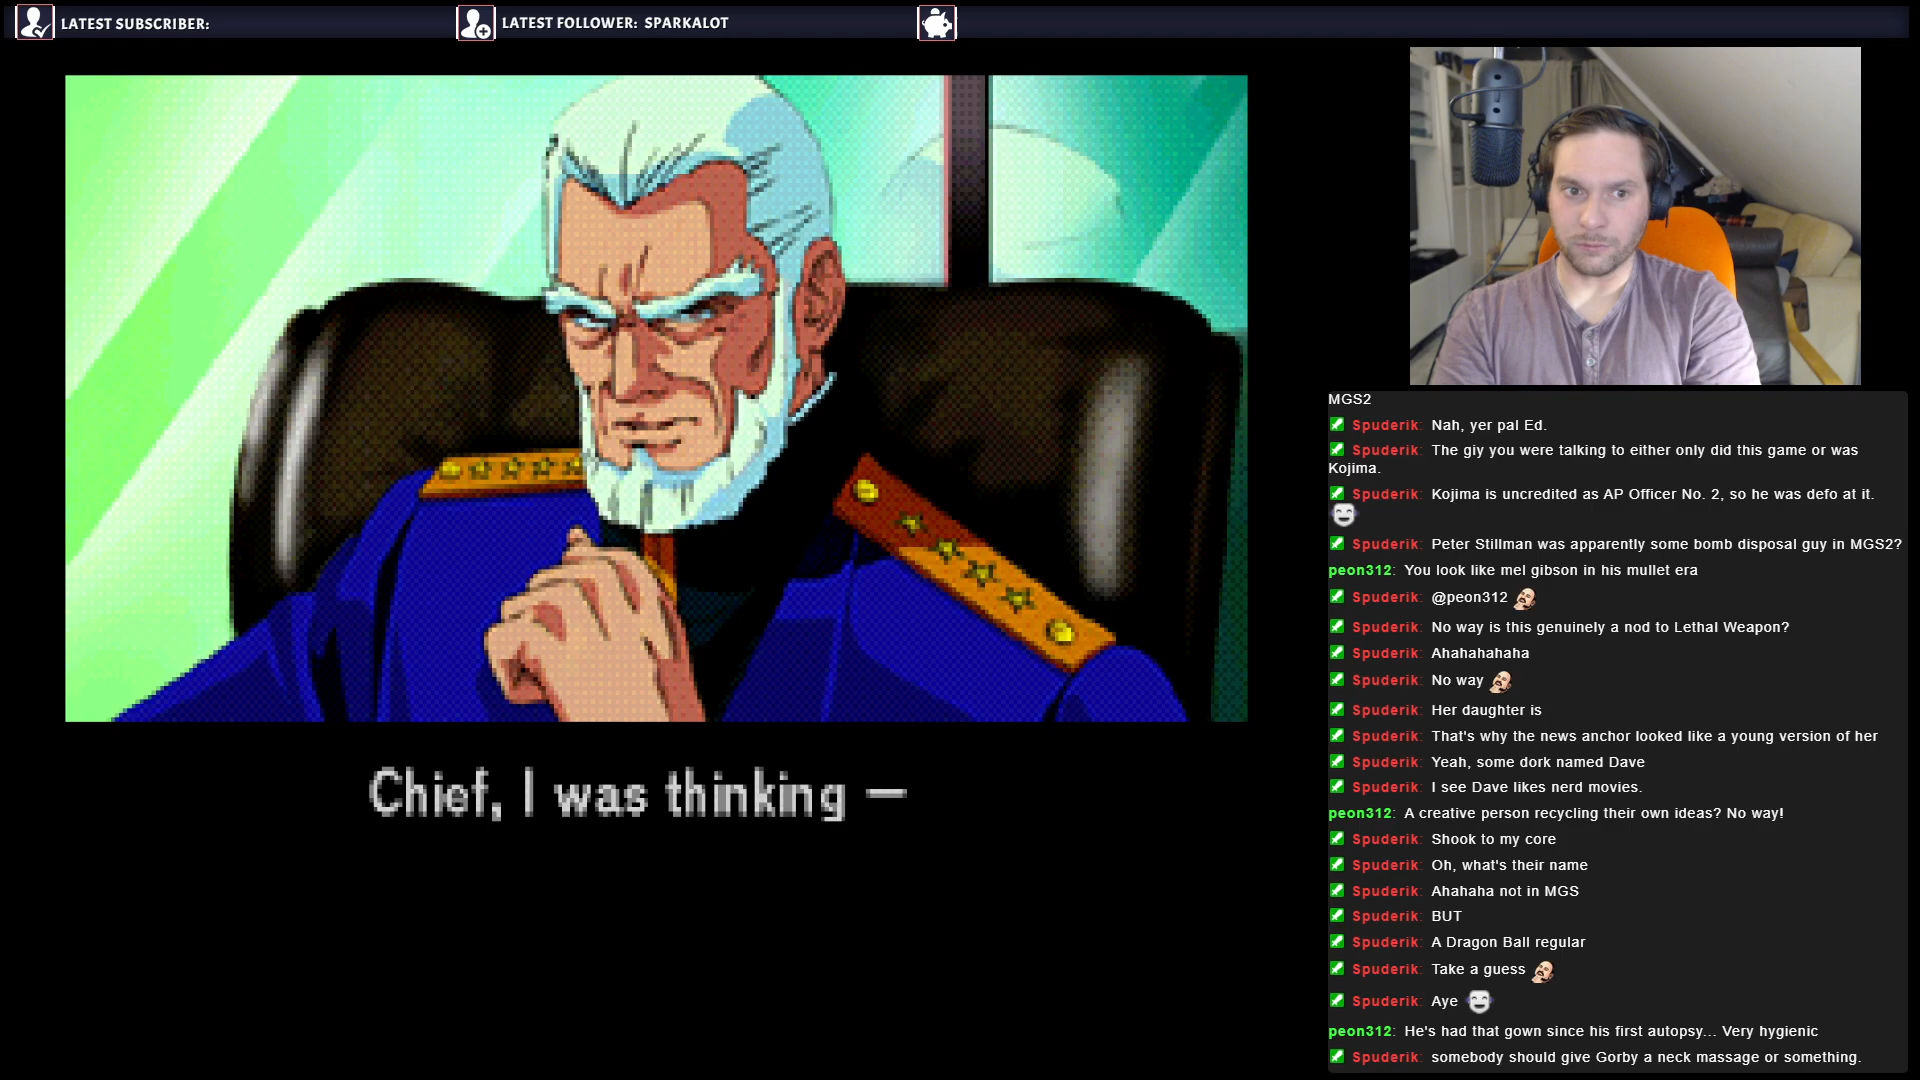 LATEST SUBSCRIBER:
LATEST FOLLOWER: SPARKALOT
Chief, I was thinking —
MGS2
Spuderik: Nah, yer pal Ed.
Spuderik: The giy you were talking to either only did this game or was
Kojima.
Spuderik: Kojima is uncredited as AP Officer No. 2, so he was defo at it.
Spuderik: Peter Stillman was apparently some bomb disposal guy in MGS2?
peon312: You look like mel gibson in his mullet era
Spuderik: @peon312
Spuderik: No way is this genuinely a nod to Lethal Weapon?
Spuderik: Ahahahahaha
Spuderik: No way
Spuderik: Her daughter is
Spuderik: That's why the news anchor looked like a young version of her
Spuderik: Yeah, some dork named Dave
Spuderik: I see Dave likes nerd movies.
peon312: A creative person recycling their own ideas? No way!
Spuderik: Shook to my core
Spuderik: Oh, what's their name
Spuderik: Ahahaha not in MGS
Spuderik: BUT
Spuderik: A Dragon Ball regular
Spuderik: Take a guess
Spuderik: Aye
peon312: He's had that gown since his first autopsy... Very hygienic
Spuderik: somebody should give Gorby a neck massage or something.